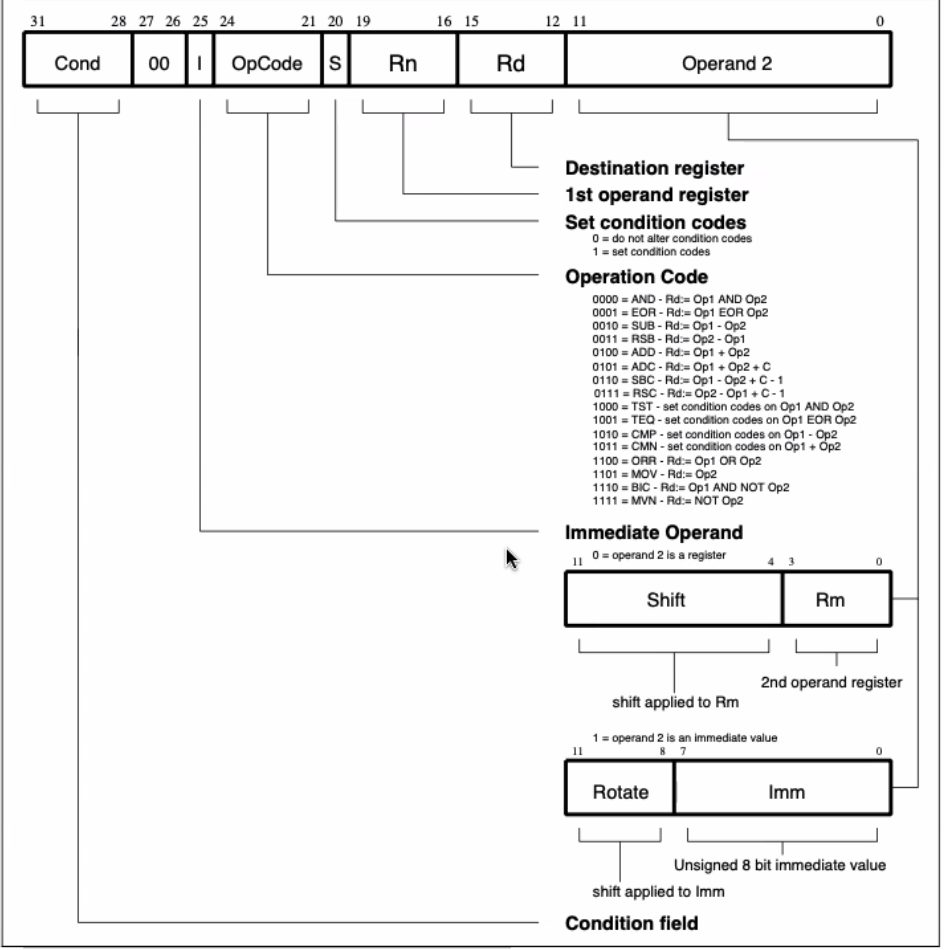 31 28 27 26 25 24 21 20 19 16 15 12 11 0
Cond 00 I OpCode S Rn Rd Operand 2
Destination register
1st operand register
Set condition codes
0 = do not alter condition codes
1 = set condition codes
Operation Code
0000 = AND - Rd:= Op1 AND Op2
0001 = EOR - Rd:= Op1 EOR Op2
0010 = SUB - Rd:= Op1 - Op2
0011 = RSB - Rd:= Op2 - Op1
0100 = ADD - Rd:= Op1 + Op2
0101 = ADC - Rd:= Op1 + Op2 + C
0110 = SBC - Rd:= Op1 - Op2 + C - 1
0111 = RSC - Rd:= Op2 - Op1 + C - 1
1000 = TST - set condition codes on Op1 AND Op2
1001 = TEQ - set condition codes on Op1 EOR Op2
1010 = CMP - set condition codes on Op1 - Op2
1011 = CMN - set condition codes on Op1 + Op2
1100 = ORR - Rd:= Op1 OR Op2
1101 = MOV - Rd:= Op2
1110 = BIC - Rd:= Op1 AND NOT Op2
1111 = MVN - Rd:= NOT Op2
Immediate Operand
0 = operand 2 is a register
11 4 3 0
Shift Rm
2nd operand register
shift applied to Rm
1 = operand 2 is an immediate value
11 8 7 0
Rotate Imm
Unsigned 8 bit immediate value
shift applied to Imm
Condition field